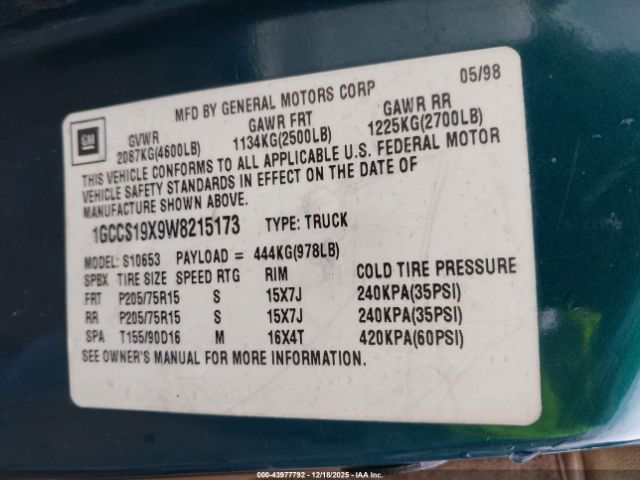 05/98
MFD BY GENERAL MOTORS CORP
GM
GVWR GAWR FRT GAWR RR
2087KG(4600LB) 1134KG(2500LB) 1225KG(2700LB)
THIS VEHICLE CONFORMS TO ALL APPLICABLE U.S. FEDERAL MOTOR
VEHICLE SAFETY STANDARDS IN EFFECT ON THE DATE OF
MANUFACTURE SHOWN ABOVE.
1GCCS19X9W8215173 TYPE: TRUCK
MODEL: S10653 PAYLOAD = 444KG(978LB)
SPBX TIRE SIZE SPEED RTG RIM COLD TIRE PRESSURE
FRT P205/75R15 S 15X7J 240KPA(35PSI)
RR P205/75R15 S 15X7J 240KPA(35PSI)
SPA T155/90D16 M 16X4T 420KPA(60PSI)
SEE OWNER'S MANUAL FOR MORE INFORMATION.
000-43977792 - 12/18/2025 - IAA Inc.